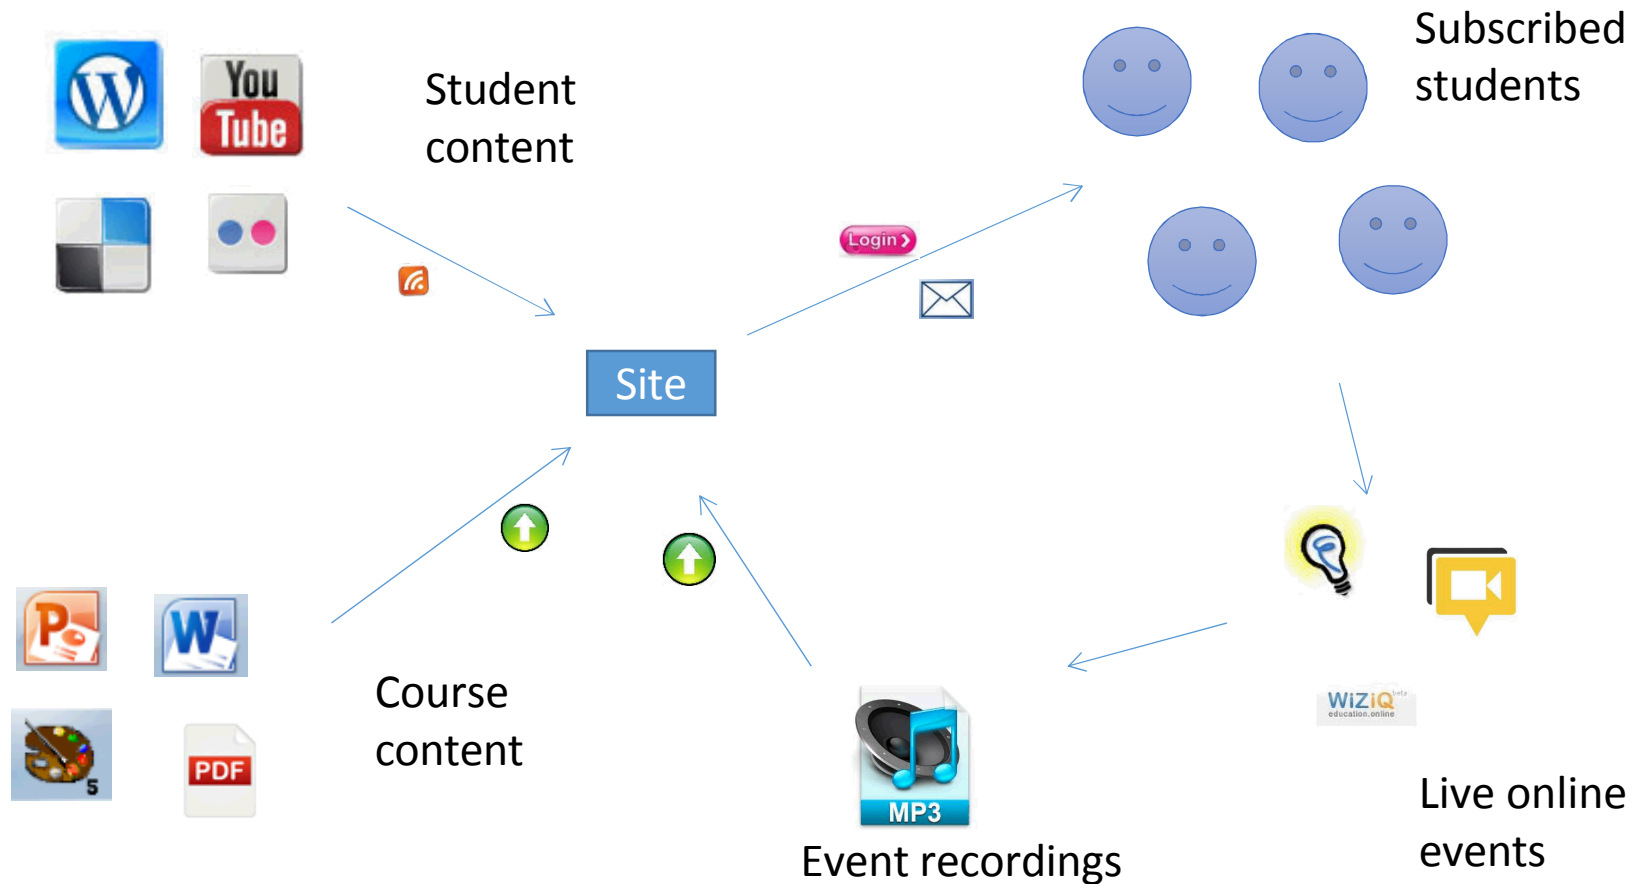 You
Tube
Student
content
Subscribed
students
Login
Site
P
W
5
PDF
Course
content
MP3
Event recordings
WiZiQ beta
education.online
Live online
events